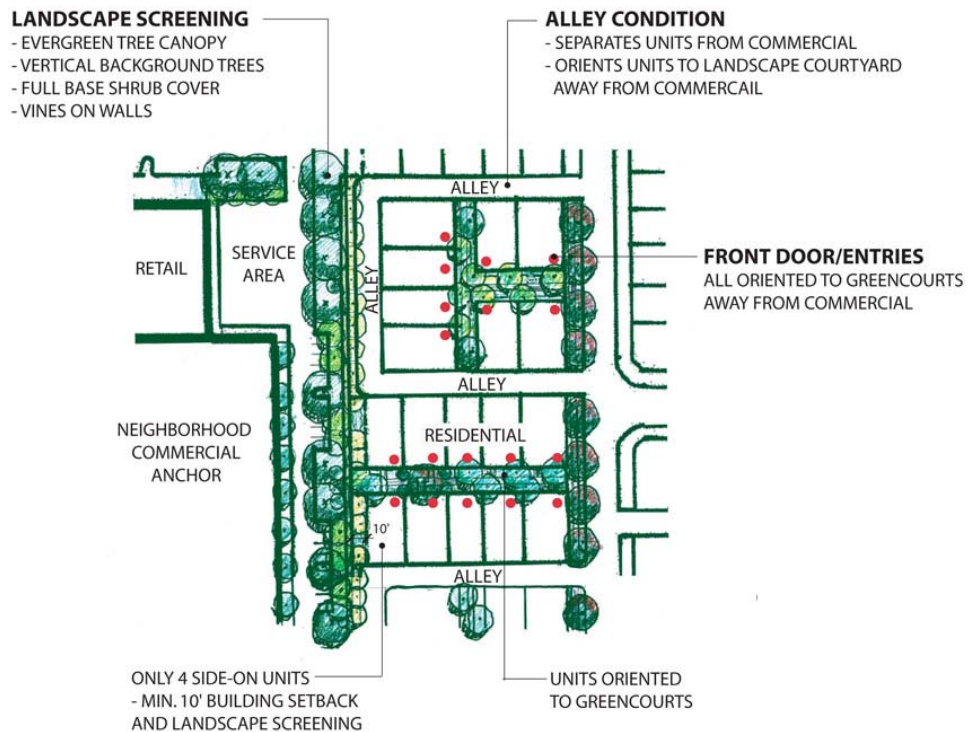 LANDSCAPE SCREENING
- EVERGREEN TREE CANOPY
- VERTICAL BACKGROUND TREES
- FULL BASE SHRUB COVER
- VINES ON WALLS
ALLEY CONDITION
- SEPARATES UNITS FROM COMMERCIAL
- ORIENTS UNITS TO LANDSCAPE COURTYARD
AWAY FROM COMMERCAIL
ALLEY
RETAIL
SERVICE
AREA
ALLEY
FRONT DOOR/ENTRIES
ALL ORIENTED TO GREENCOURTS
AWAY FROM COMMERCIAL
ALLEY
NEIGHBORHOOD
COMMERCIAL
ANCHOR
RESIDENTIAL
10'
ALLEY
ONLY 4 SIDE-ON UNITS
- MIN. 10' BUILDING SETBACK
AND LANDSCAPE SCREENING
UNITS ORIENTED
TO GREENCOURTS